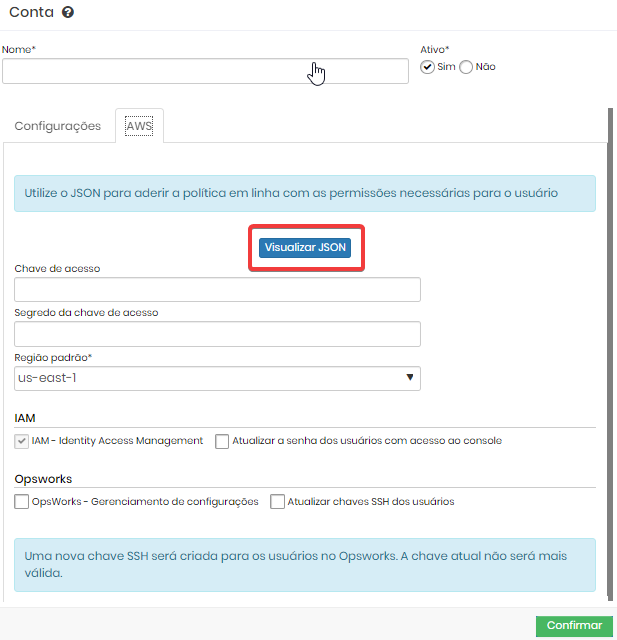 Conta ?
Nome*
Ativo*
Sim Não
Configurações AWS
Utilize o JSON para aderir a política em linha com as permissões necessárias para o usuário
Visualizar JSON
Chave de acesso
Segredo da chave de acesso
Região padrão*
us-east-1
IAM
IAM - Identity Access Management Atualizar a senha dos usuários com acesso ao console
Opsworks
OpsWorks - Gerenciamento de configurações Atualizar chaves SSH dos usuários
Uma nova chave SSH será criada para os usuários no Opsworks. A chave atual não será mais
válida.
Confirmar